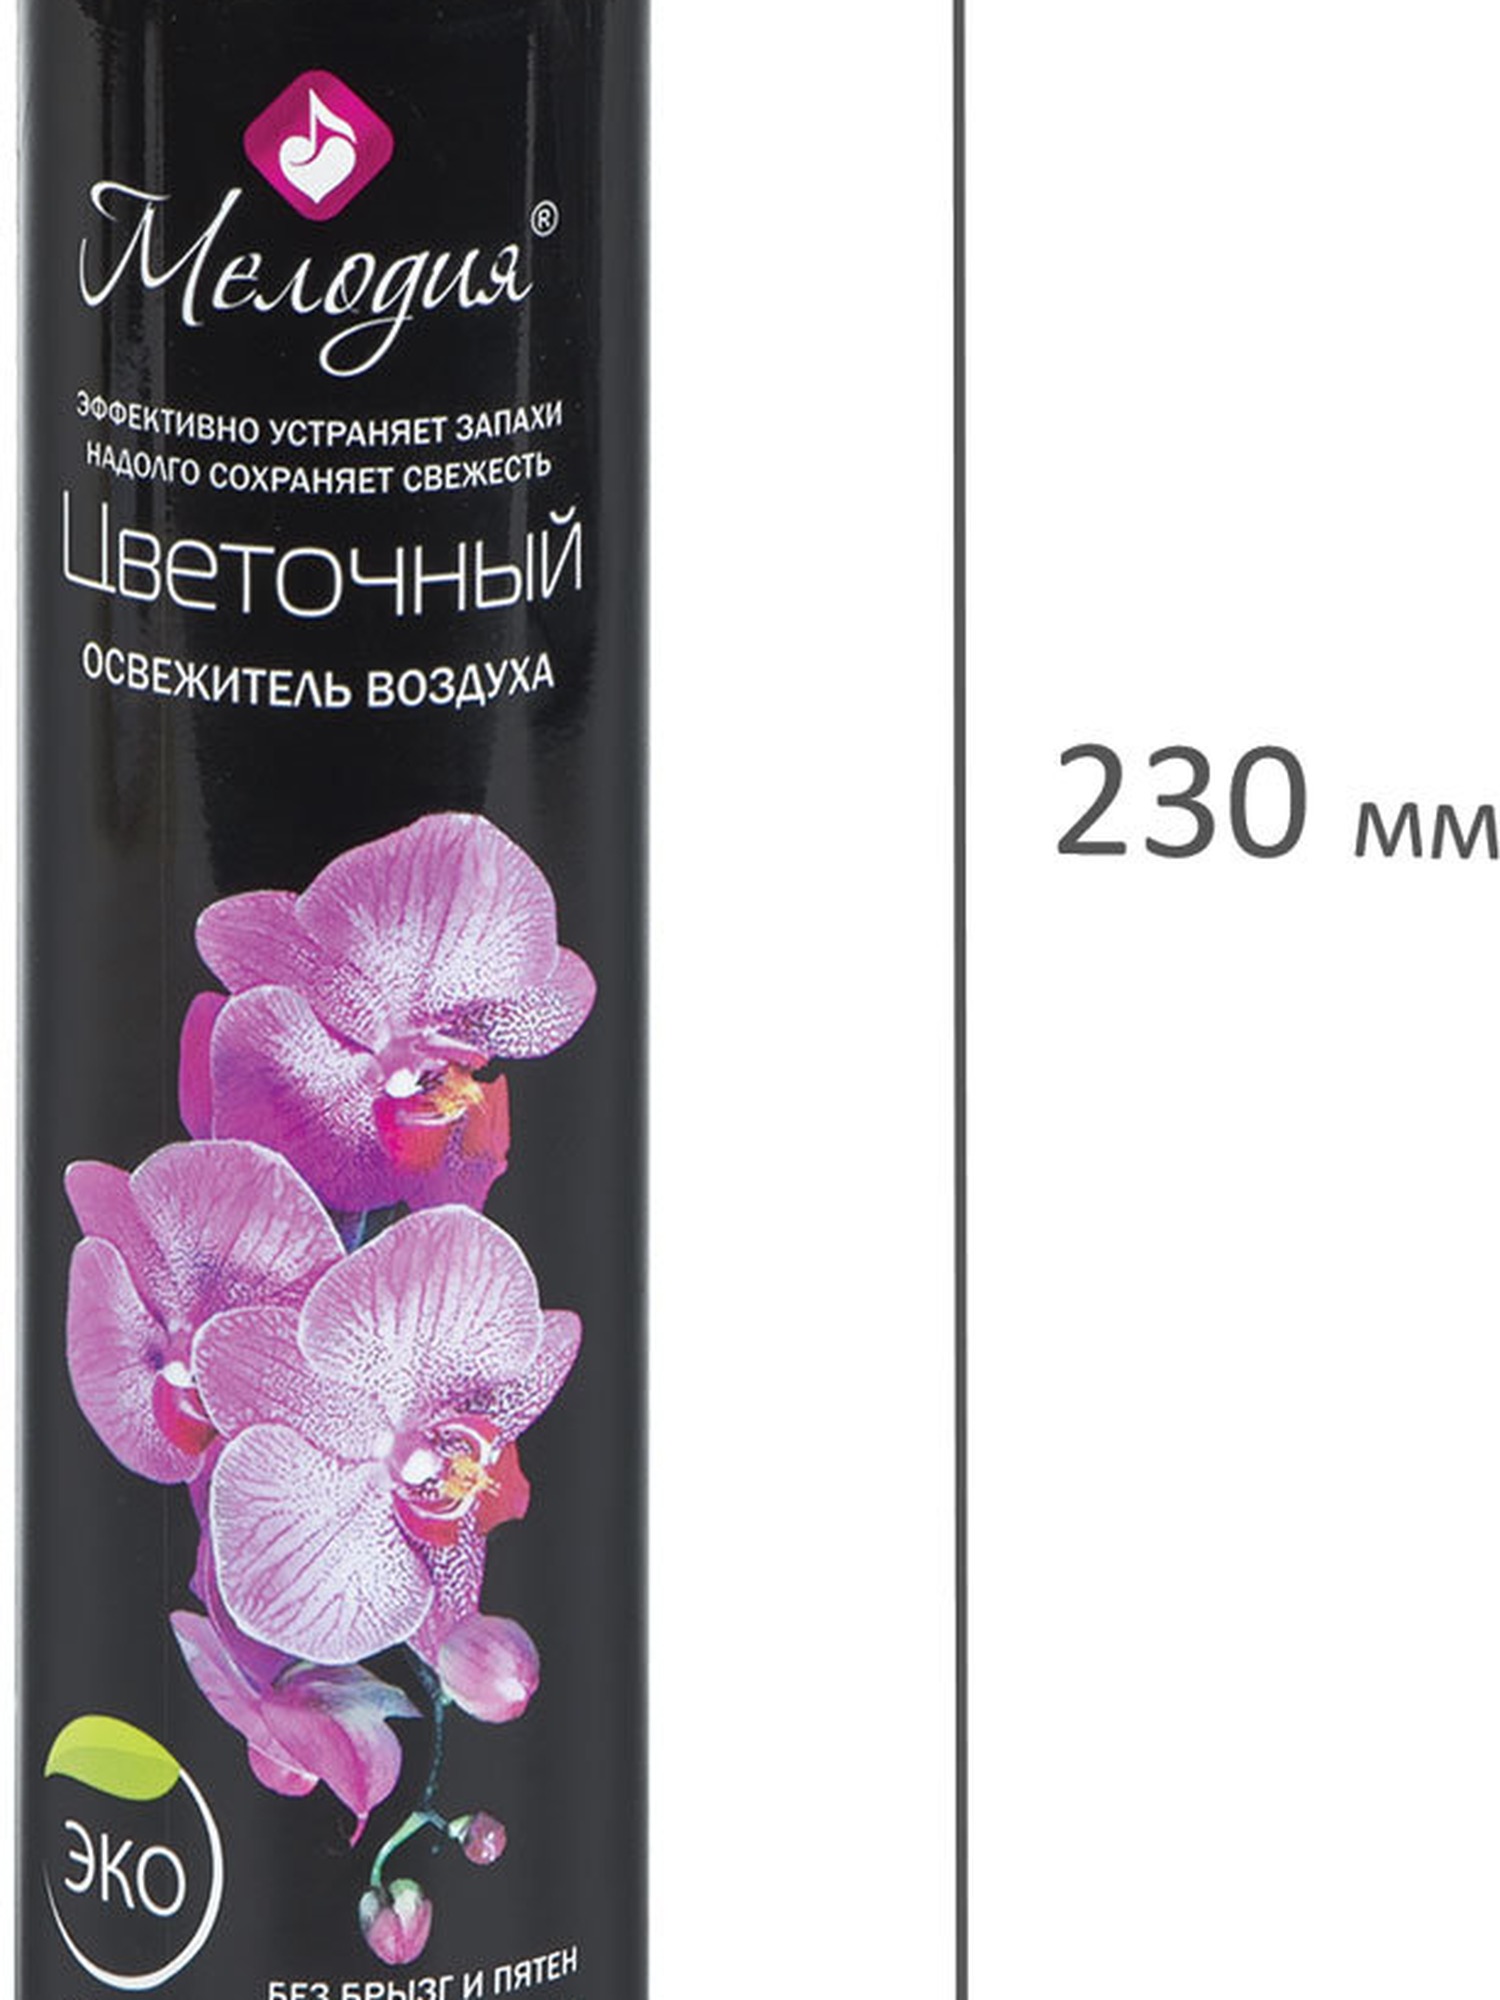 Мелодия®
ЭФФЕКТИВНО УСТРАНЯЕТ ЗАПАХИ
НАДОЛГО СОХРАНЯЕТ СВЕЖЕСТЬ
Цветочный
ОСВЕЖИТЕЛЬ ВОЗДУХА
230 мм
ЭКО
БЕЗ БРЫЗГ И ПЯТЕН